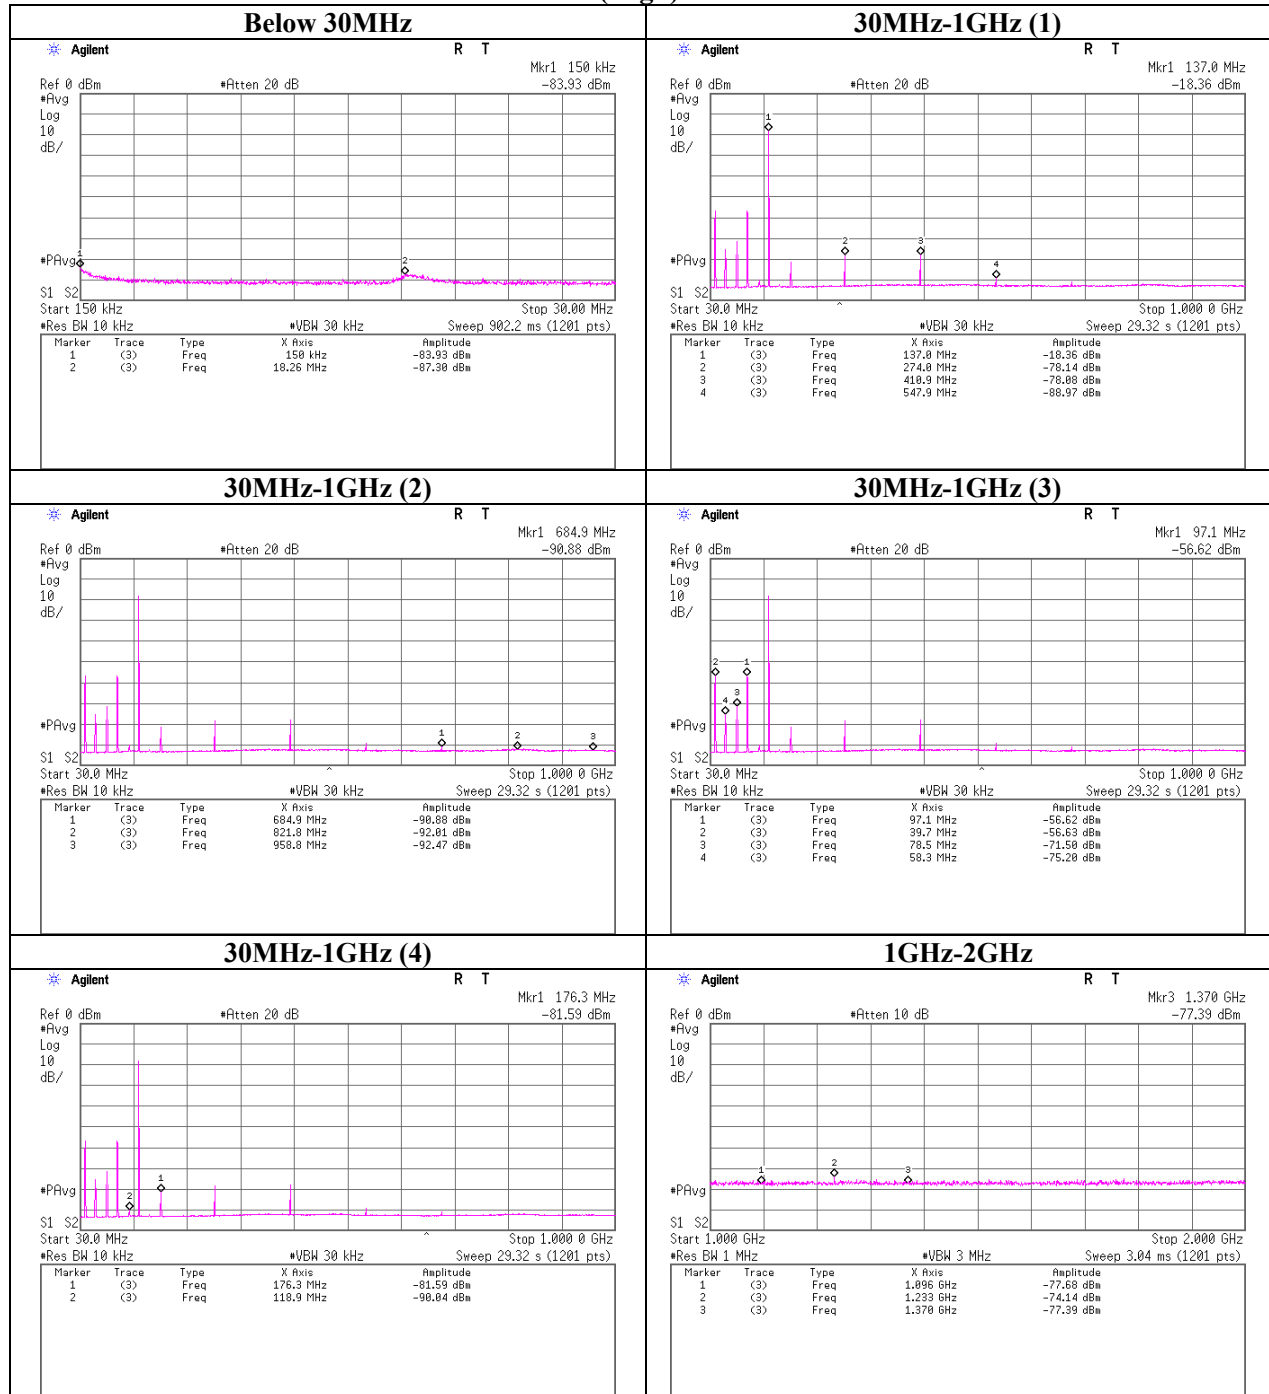 Below 30MHz
Agilent R T
Mkr1 150 kHz
Ref 0 dBm #Atten 20 dB -83.93 dBm
#Avg
Log
10
dB/
1
2
#PAvg
S1 S2
Start 150 kHz Stop 30.00 MHz
#Res BW 10 kHz #VBW 30 kHz Sweep 902.2 ms (1201 pts)
Marker Trace Type X Axis Amplitude
1 (3) Freq 150 kHz -83.93 dBm
2 (3) Freq 18.26 MHz -87.30 dBm
30MHz-1GHz (1)
Agilent R T
Mkr1 137.0 MHz
Ref 0 dBm #Atten 20 dB -18.36 dBm
#Avg
Log
10
dB/
1
2 3
4
#PAvg
S1 S2
Start 30.0 MHz ^ Stop 1.000 0 GHz
#Res BW 10 kHz #VBW 30 kHz Sweep 29.32 s (1201 pts)
Marker Trace Type X Axis Amplitude
1 (3) Freq 137.0 MHz -18.36 dBm
2 (3) Freq 274.0 MHz -78.14 dBm
3 (3) Freq 410.9 MHz -78.08 dBm
4 (3) Freq 547.9 MHz -88.97 dBm
30MHz-1GHz (2)
Agilent R T
Mkr1 684.9 MHz
Ref 0 dBm #Atten 20 dB -90.88 dBm
#Avg
Log
10
dB/
#PAvg
1 2 3
S1 S2
Start 30.0 MHz ^ Stop 1.000 0 GHz
#Res BW 10 kHz #VBW 30 kHz Sweep 29.32 s (1201 pts)
Marker Trace Type X Axis Amplitude
1 (3) Freq 684.9 MHz -90.88 dBm
2 (3) Freq 821.8 MHz -92.01 dBm
3 (3) Freq 958.8 MHz -92.47 dBm
30MHz-1GHz (3)
Agilent R T
Mkr1 97.1 MHz
Ref 0 dBm #Atten 20 dB -56.62 dBm
#Avg
Log
10
dB/
2 1
4 3
#PAvg
S1 S2
Start 30.0 MHz ^ Stop 1.000 0 GHz
#Res BW 10 kHz #VBW 30 kHz Sweep 29.32 s (1201 pts)
Marker Trace Type X Axis Amplitude
1 (3) Freq 97.1 MHz -56.62 dBm
2 (3) Freq 39.7 MHz -56.63 dBm
3 (3) Freq 78.5 MHz -71.50 dBm
4 (3) Freq 58.3 MHz -75.20 dBm
30MHz-1GHz (4)
Agilent R T
Mkr1 176.3 MHz
Ref 0 dBm #Atten 20 dB -81.59 dBm
#Avg
Log
10
dB/
1
2
#PAvg
S1 S2
Start 30.0 MHz ^ Stop 1.000 0 GHz
#Res BW 10 kHz #VBW 30 kHz Sweep 29.32 s (1201 pts)
Marker Trace Type X Axis Amplitude
1 (3) Freq 176.3 MHz -81.59 dBm
2 (3) Freq 118.9 MHz -90.04 dBm
1GHz-2GHz
Agilent R T
Mkr3 1.370 GHz
Ref 0 dBm #Atten 10 dB -77.39 dBm
#Avg
Log
10
dB/
1 2 3
#PAvg
S1 S2
Start 1.000 GHz Stop 2.000 GHz
#Res BW 1 MHz #VBW 3 MHz Sweep 3.04 ms (1201 pts)
Marker Trace Type X Axis Amplitude
1 (3) Freq 1.096 GHz -77.68 dBm
2 (3) Freq 1.233 GHz -74.14 dBm
3 (3) Freq 1.370 GHz -77.39 dBm